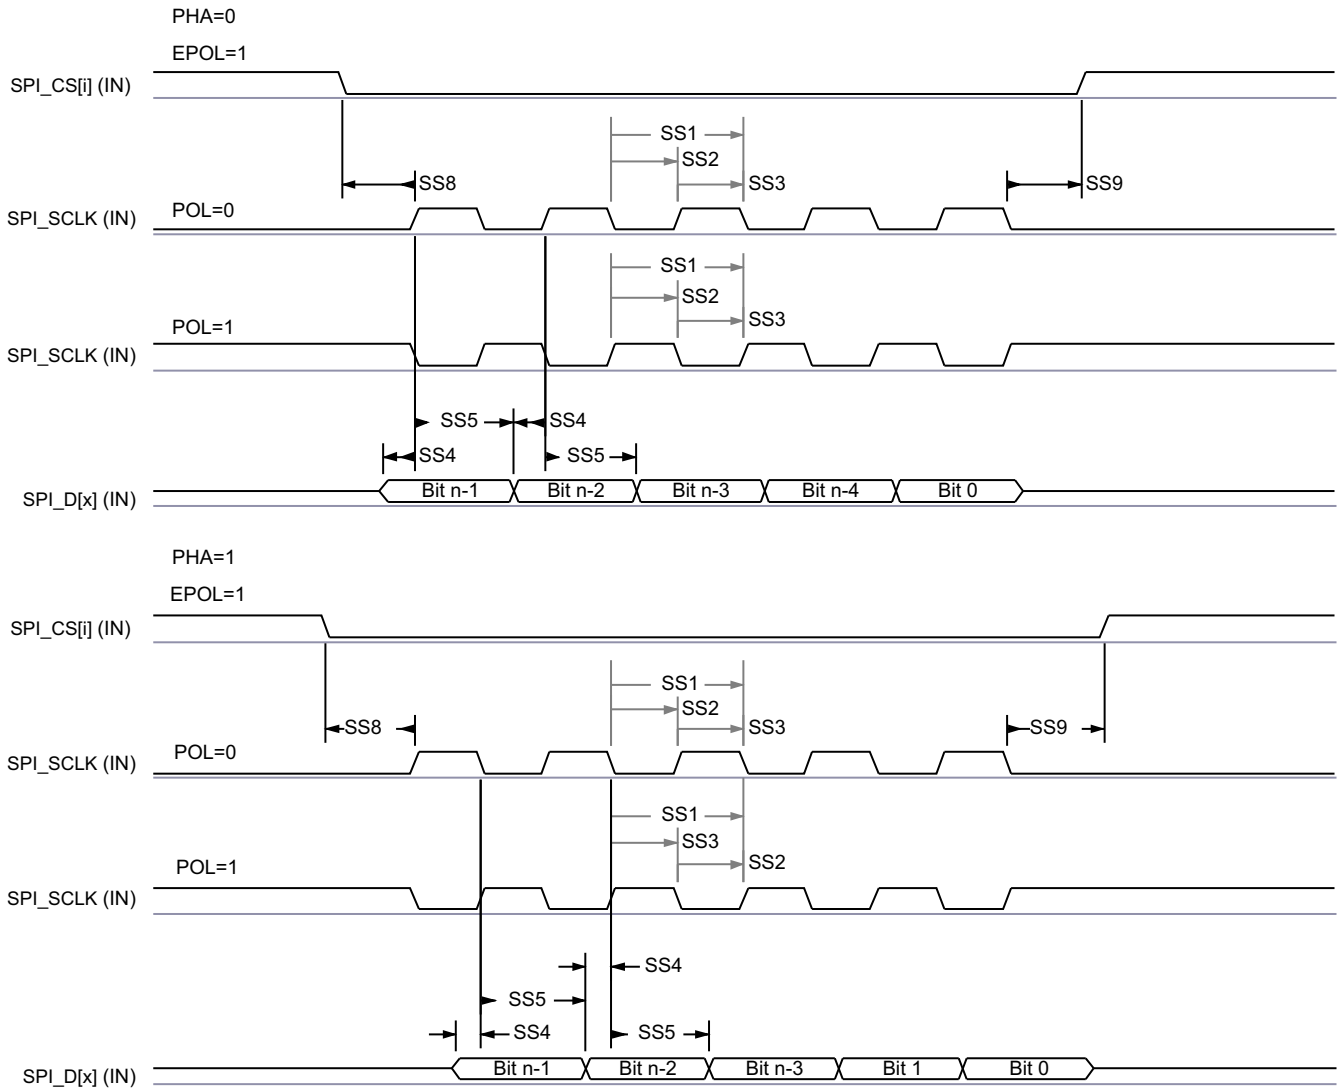 PHA=0
EPOL=1
SPI_CS[i] (IN)
SS1
SS2
SS8
SS3
SS9
POL=0
SPI_SCLK (IN)
SS1
SS2
SS3
POL=1
SPI_SCLK (IN)
SS5
SS4
SS4
SS5
SPI_D[x] (IN)
Bit n-1
Bit n-2
Bit n-3
Bit n-4
Bit 0
PHA=1
EPOL=1
SPI_CS[i] (IN)
SS1
SS2
SS8
SS3
SS9
POL=0
SPI_SCLK (IN)
SS1
SS3
SS2
POL=1
SPI_SCLK (IN)
SS4
SS5
SS4
SS5
SPI_D[x] (IN)
Bit n-1
Bit n-2
Bit n-3
Bit 1
Bit 0